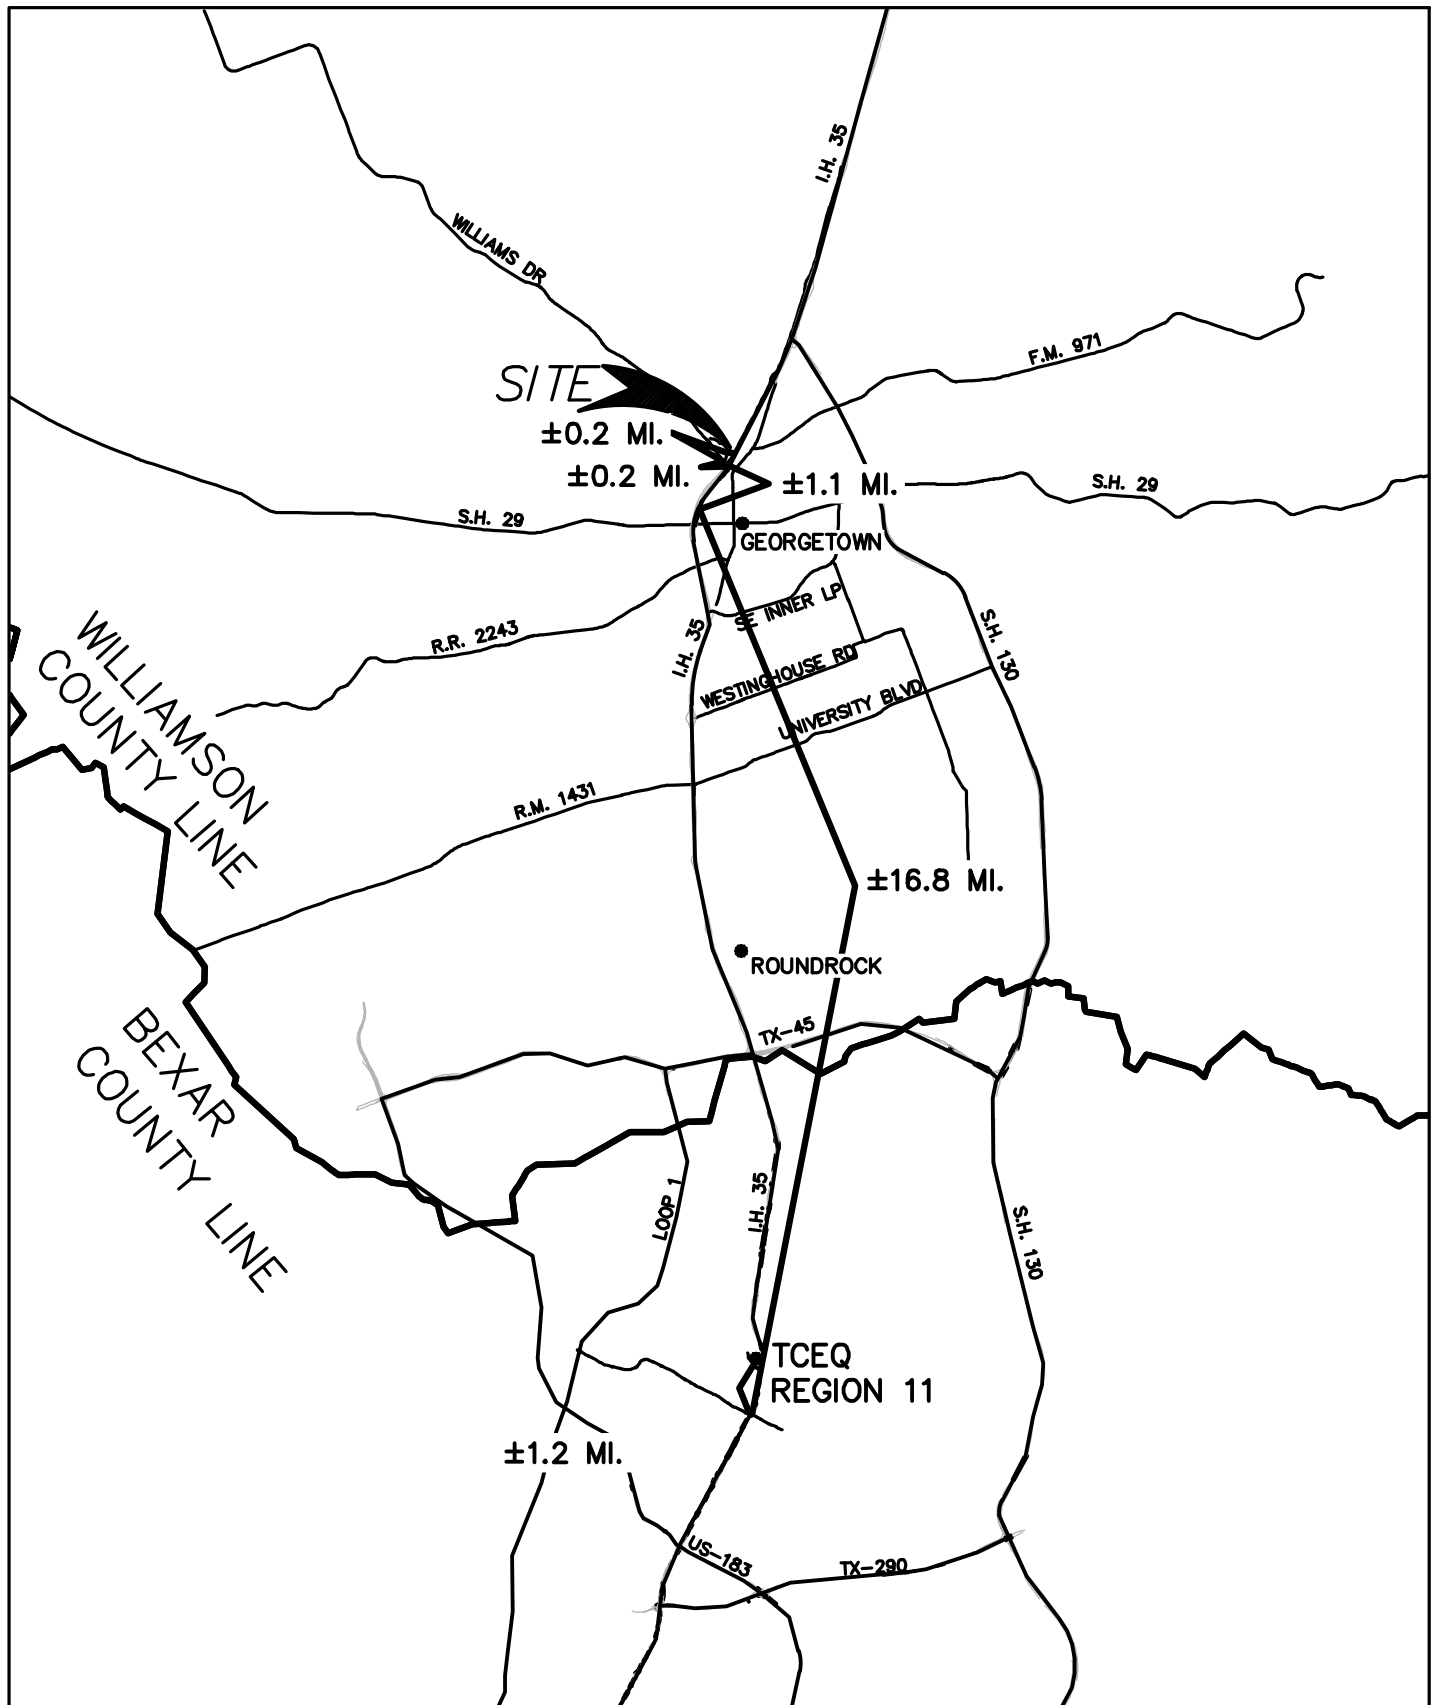 I.H. 35
WILLIAMS DR
F.M. 971
SITE
±0.2 MI.
±0.2 MI.
±1.1 MI.
S.H. 29
S.H. 29
GEORGETOWN
SE INNER LP
R.R. 2243
I.H. 35
S.H. 130
WESTINGHOUSE RD
UNIVERSITY BLVD
WILLIAMSON
COUNTY LINE
R.M. 1431
±16.8 MI.
ROUNDROCK
TX-45
BEXAR
COUNTY LINE
LOOP 1
I.H. 35
S.H. 130
TCEQ
REGION 11
±1.2 MI.
US-183
TX-290